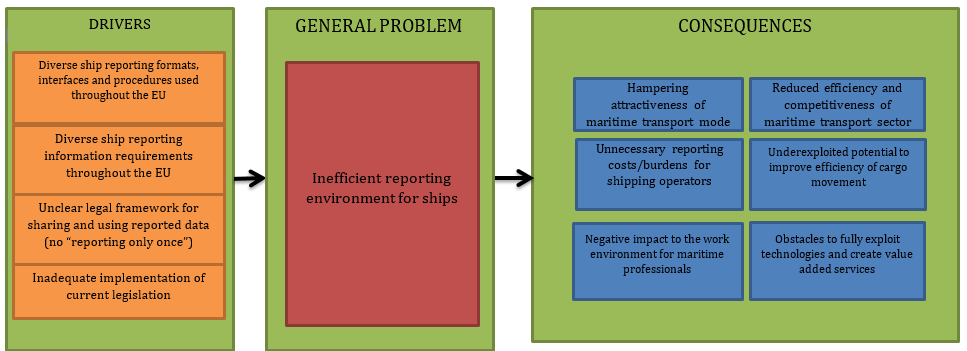 DRIVERS
Diverse ship reporting formats,
interfaces and procedures used
throughout the EU
Diverse ship reporting
information requirements
throughout the EU
Unclear legal framework for
sharing and using reported data
(no “reporting only once”)
Inadequate implementation of
current legislation
GENERAL PROBLEM
Inefficient reporting
environment for ships
CONSEQUENCES
Hampering
attractiveness of
maritime transport mode
Reduced efficiency and
competitiveness of
maritime transport sector
Unnecessary reporting
costs/burdens for
shipping operators
Underexploited potential to
improve efficiency of cargo
movement
Negative impact to the work
environment for maritime
professionals
Obstacles to fully exploit
technologies and create value
added services